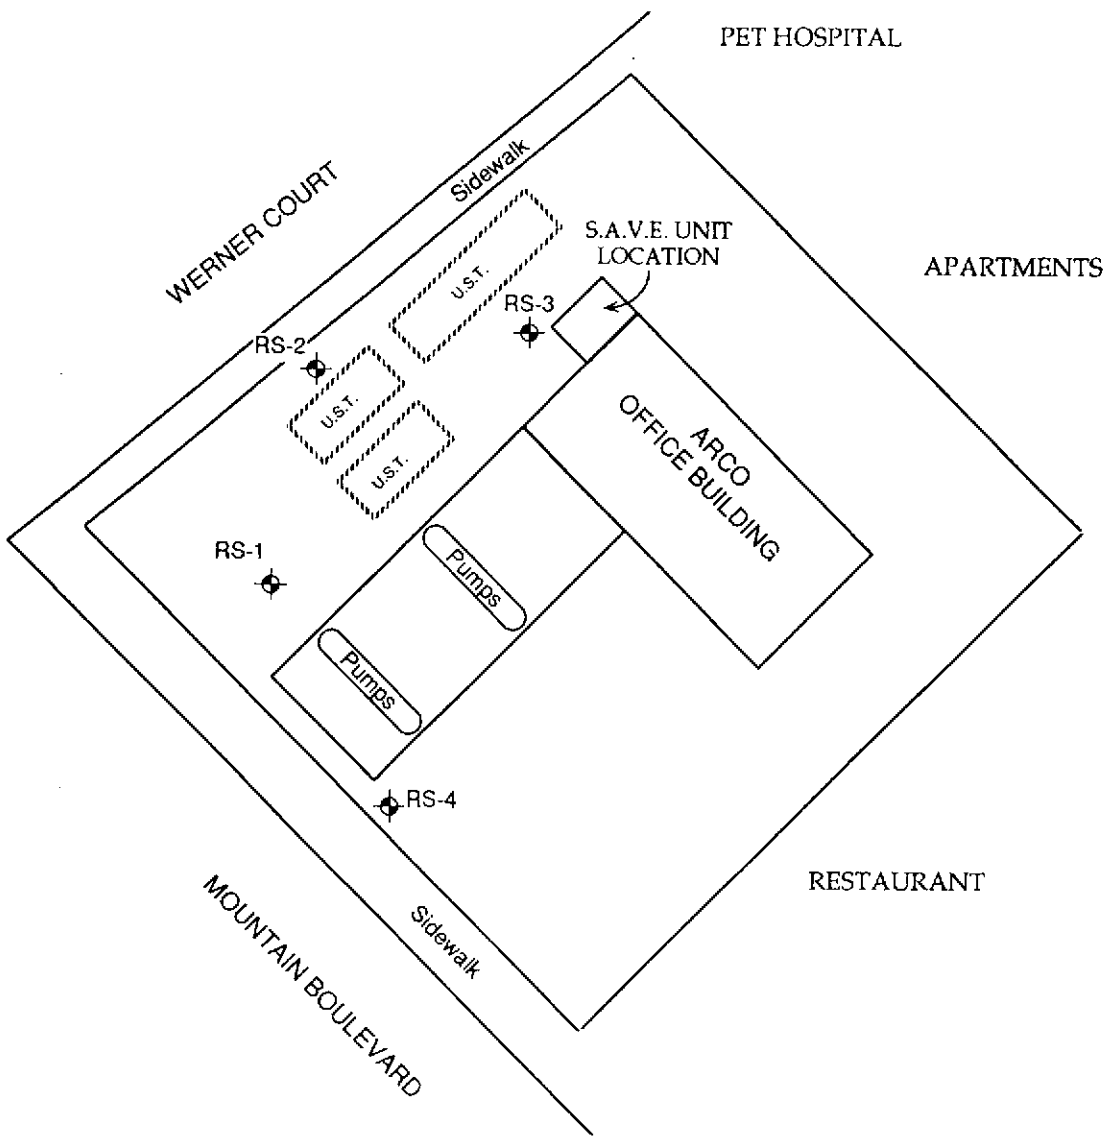 PET HOSPITAL
Sidewalk
WERNER COURT
S.A.V.E. UNIT
LOCATION
APARTMENTS
U.S.T.
RS-3
RS-2
U.S.T.
ARCO
OFFICE BUILDING
U.S.T.
RS-1
Pumps
Pumps
RS-4
RESTAURANT
Sidewalk
MOUNTAIN BOULEVARD